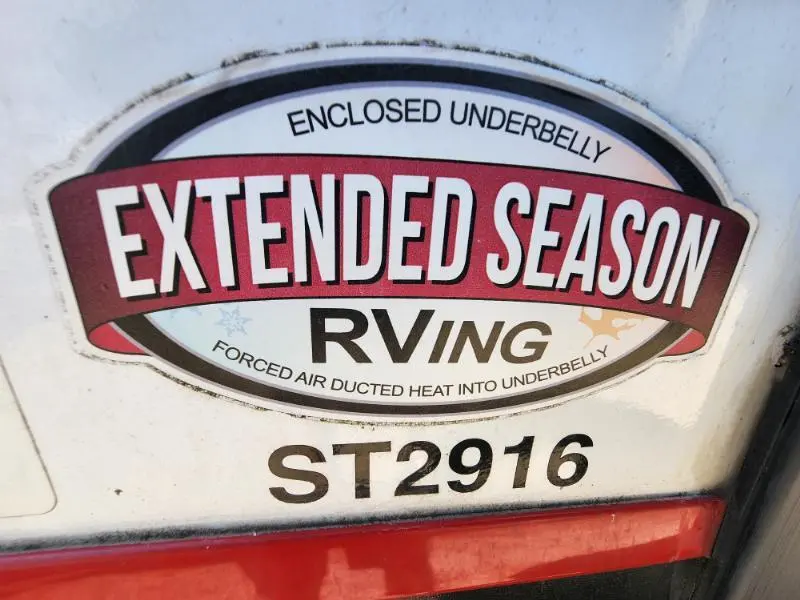 ENCLOSED UNDERBELLY
EXTENDED SEASON
RVING
FORCED AIR DUCTED HEAT INTO UNDERBELLY
ST2916